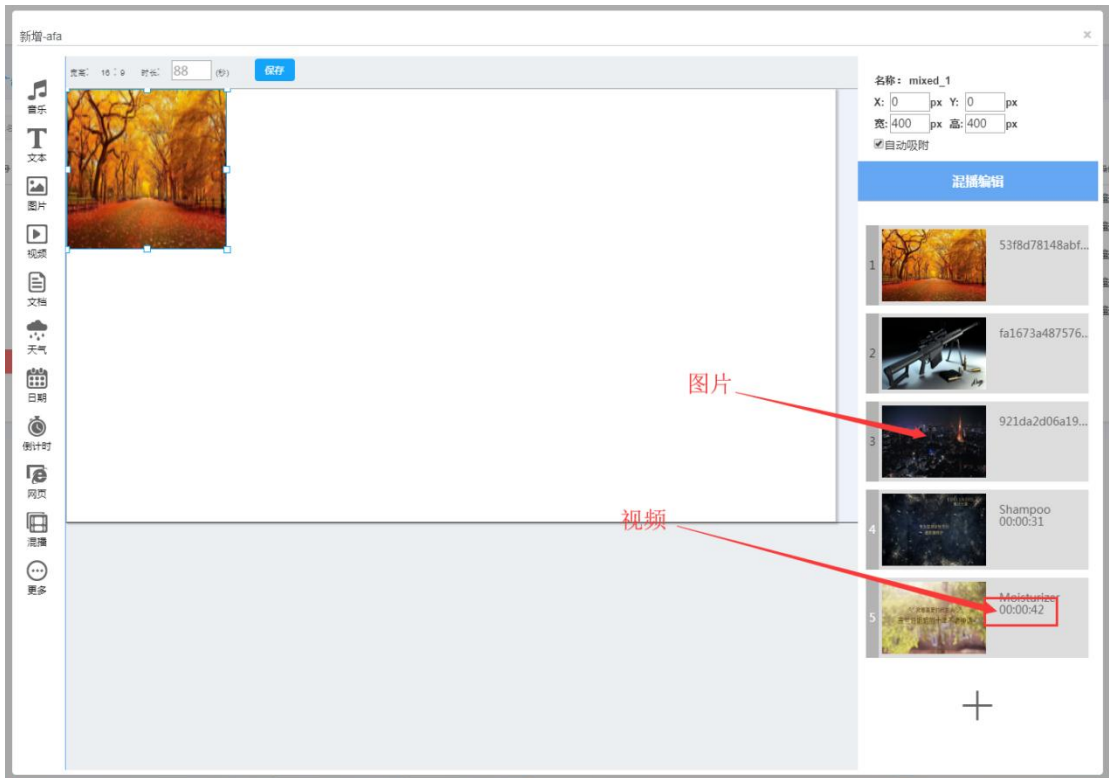 新增-afa
×
宽高: 16:9 时长: 88 (秒) 保存
音乐
文本
图片
视频
文档
天气
日期
倒计时
网页
混播
更多
图片
视频
名称: mixed_1
X: 0 px Y: 0 px
宽: 400 px 高: 400 px
自动吸附
混播编辑
1
53f8d78148abf...
2
fa1673a487576...
3
921da2d06a19...
4
Shampoo
00:00:31
5
Moisturizer
00:00:42